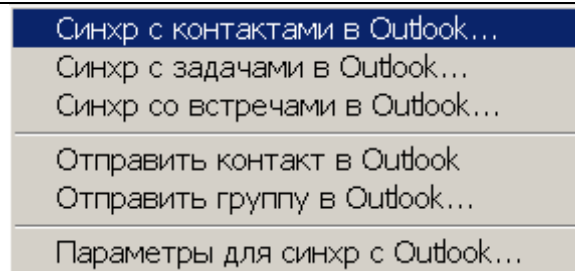 Синхр с контактами в Outlook...
Синхр с задачами в Outlook...
Синхр со встречами в Outlook...
Отправить контакт в Outlook
Отправить группу в Outlook...
Параметры для синхр с Outlook...